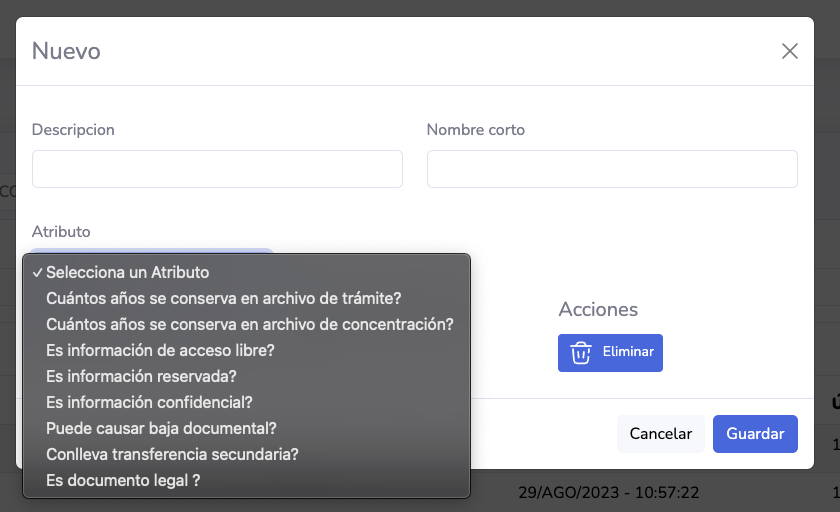 Nuevo
Descripcion
Nombre corto
Atributo
✓ Selecciona un Atributo
Cuántos años se conserva en archivo de trámite?
Cuántos años se conserva en archivo de concentración?
Es información de acceso libre?
Es información reservada?
Es información confidencial?
Puede causar baja documental?
Conlleva transferencia secundaria?
Es documento legal ?
Acciones
Eliminar
Cancelar
Guardar
29/AGO/2023 - 10:57:22